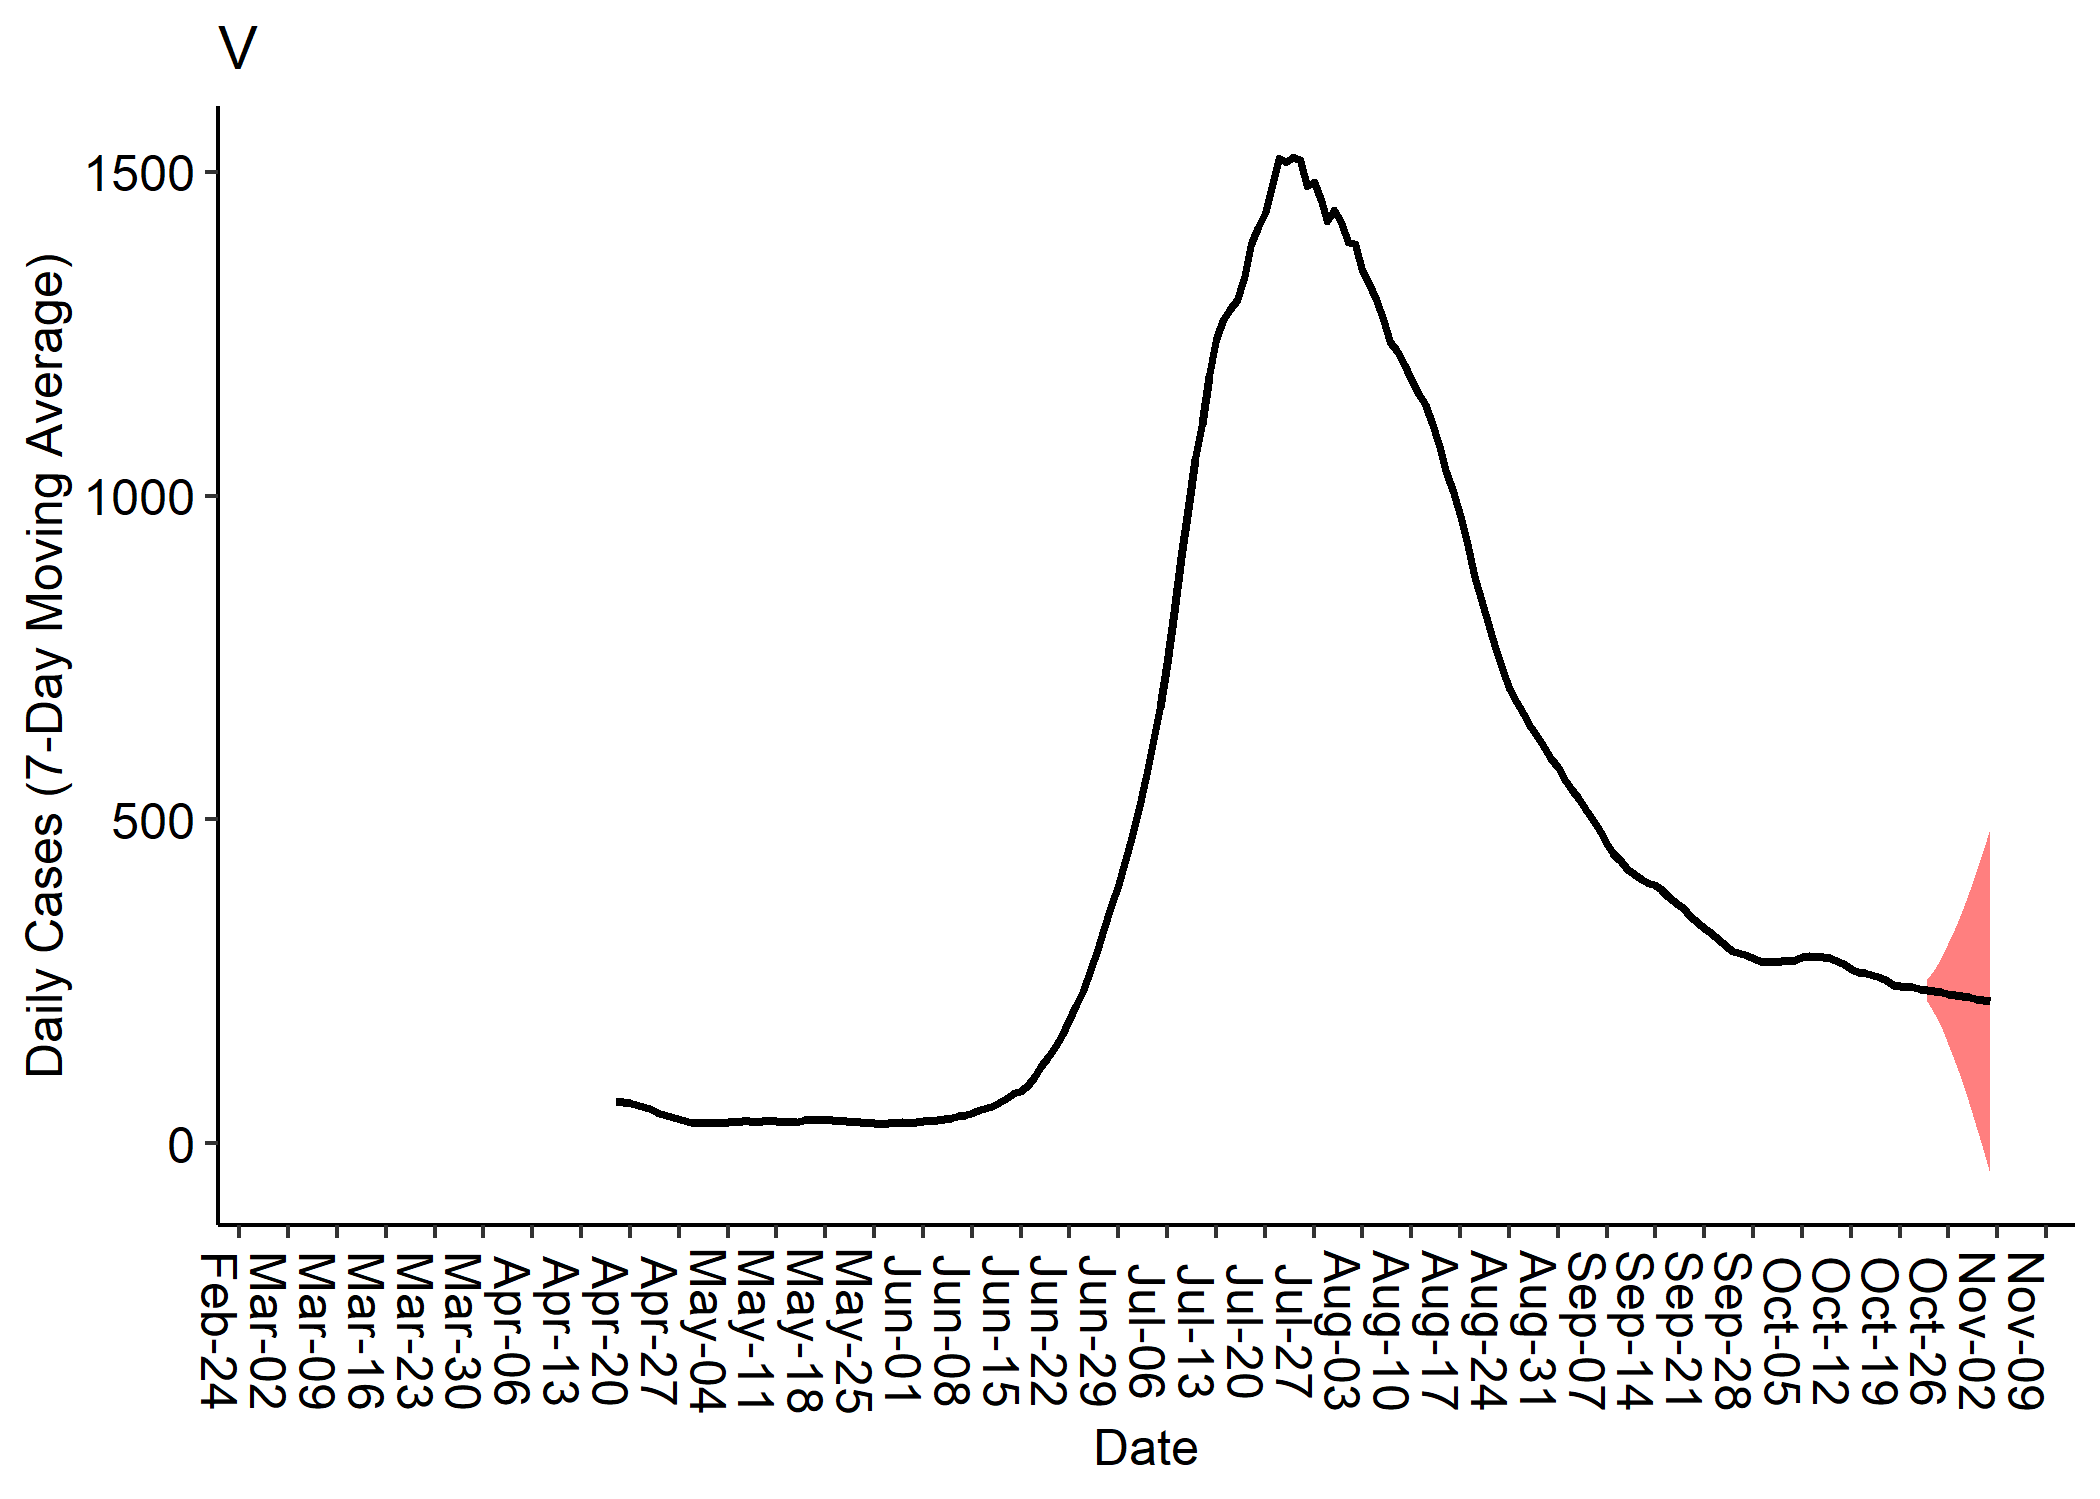 V
Daily Cases (7-Day Moving Average)
1500
1000
500
0
Feb-24
Mar-02
Mar-09
Mar-16
Mar-23
Mar-30
Apr-06
Apr-13
Apr-20
Apr-27
May-04
May-11
May-18
May-25
Jun-01
Jun-08
Jun-15
Jun-22
Jun-29
Jul-06
Jul-13
Jul-20
Jul-27
Aug-03
Aug-10
Aug-17
Aug-24
Aug-31
Sep-07
Sep-14
Sep-21
Sep-28
Oct-05
Oct-12
Oct-19
Oct-26
Nov-02
Nov-09
Date